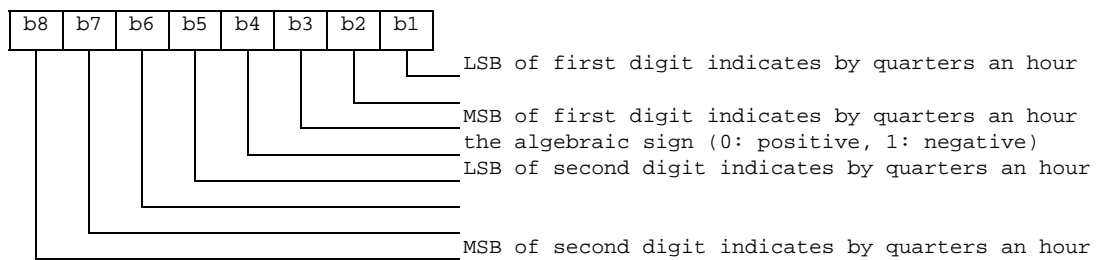 b8 b7 b6 b5 b4 b3 b2 b1
LSB of first digit indicates by quarters an hour
MSB of first digit indicates by quarters an hour
the algebraic sign (0: positive, 1: negative)
LSB of second digit indicates by quarters an hour
MSB of second digit indicates by quarters an hour